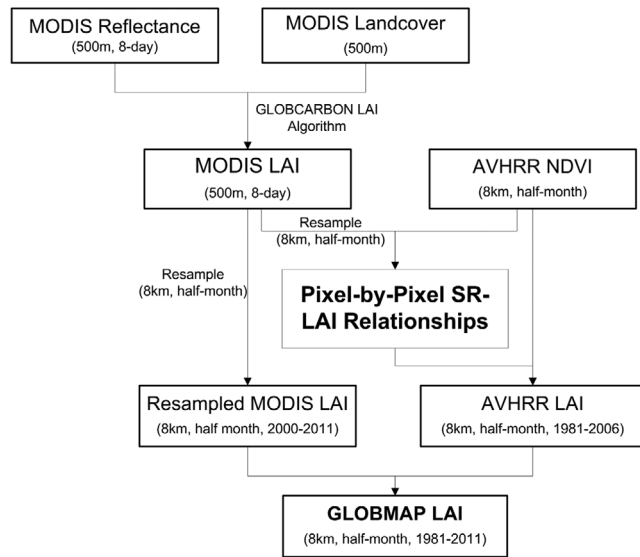 MODIS Reflectance
(500m, 8-day)
MODIS Landcover
(500m)
GLOBCARBON LAI
Algorithm
MODIS LAI
(500m, 8-day)
AVHRR NDVI
(8km, half-month)
Resample
(8km, half-month)
Resample
(8km, half-month)
Pixel-by-Pixel SR-
LAI Relationships
Resampled MODIS LAI
(8km, half month, 2000-2011)
AVHRR LAI
(8km, half-month, 1981-2006)
GLOBMAP LAI
(8km, half-month, 1981-2011)